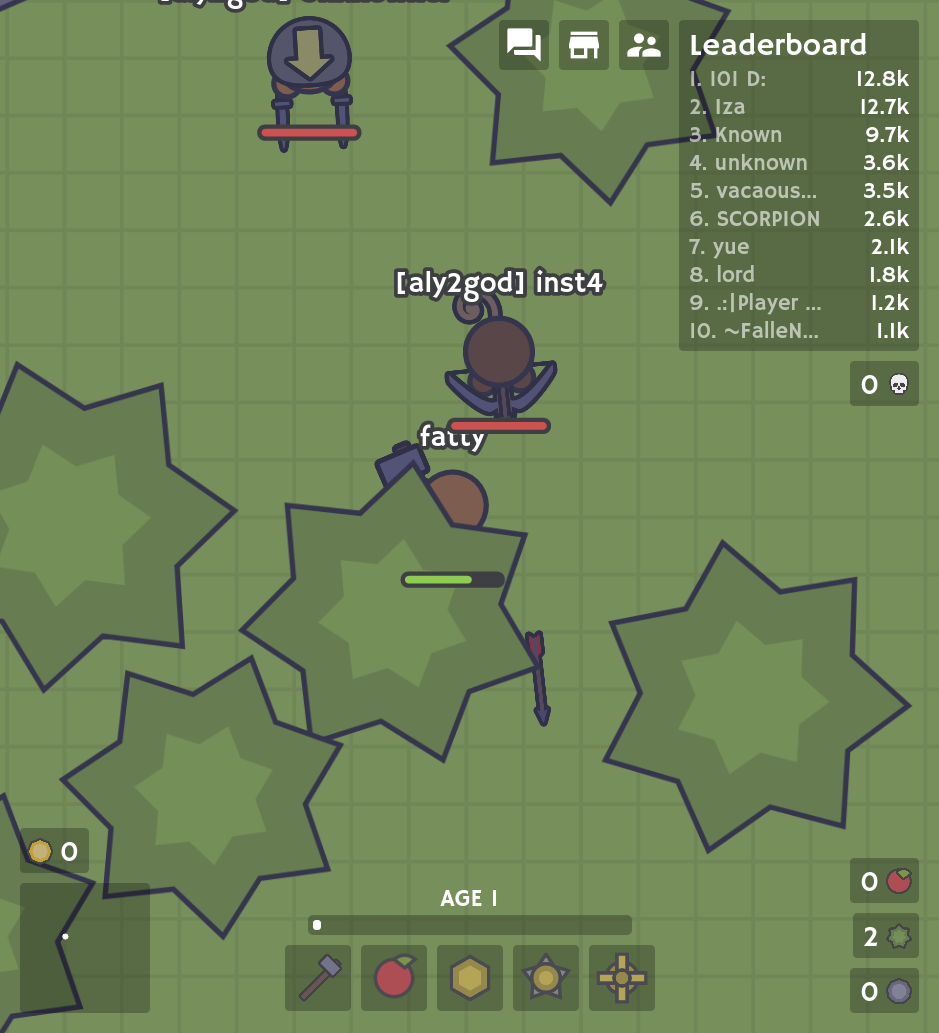 [aly2god]
Leaderboard
1. IOI D: 12.8k
2. Iza 12.7k
3. Known 9.7k
4. unknown 3.6k
5. vacaous... 3.5k
6. SCORPION 2.6k
7. yue 2.1k
8. lord 1.8k
9. .:|Player ... 1.2k
10. ~FalleN... 1.1k
[aly2god] inst4
0
fatty
0
0
AGE 1
2
0